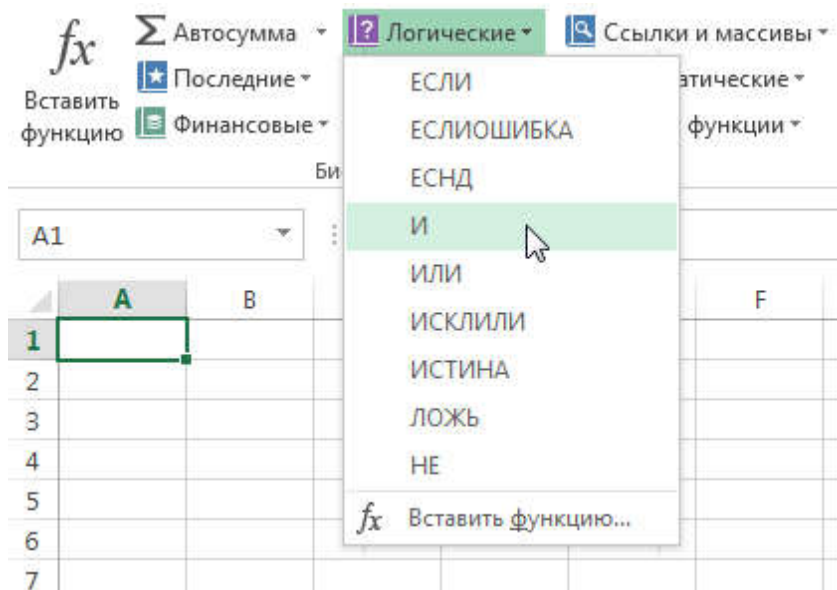 fx
Вставить
функцию
Σ Автосумма
Последние
Финансовые
Логические
Ссылки и массивы
атические
функции
Би
ЕСЛИ
ЕСЛИОШИБКА
ЕСНД
И
ИЛИ
ИСКЛИЛИ
ИСТИНА
ЛОЖЬ
НЕ
fx Вставить функцию...
A1
A B F
1
2
3
4
5
6
7